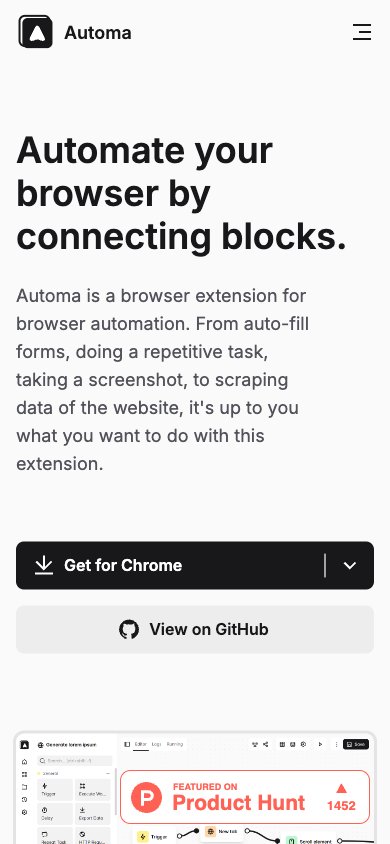 Automa
Automate your
browser by
connecting blocks.
Automa is a browser extension for
browser automation. From auto-fill
forms, doing a repetitive task,
taking a screenshot, to scraping
data of the website, it's up to you
what you want to do with this
extension.
Get for Chrome
View on GitHub
Generate lorem ipsum
Editor Logs Running
Save
General
FEATURED ON
Product Hunt
1452
Trigger
Execute Wo...
Delay
Export Data
Trigger
New tab
Repeat Task
HTTP Requ...
Scroll element